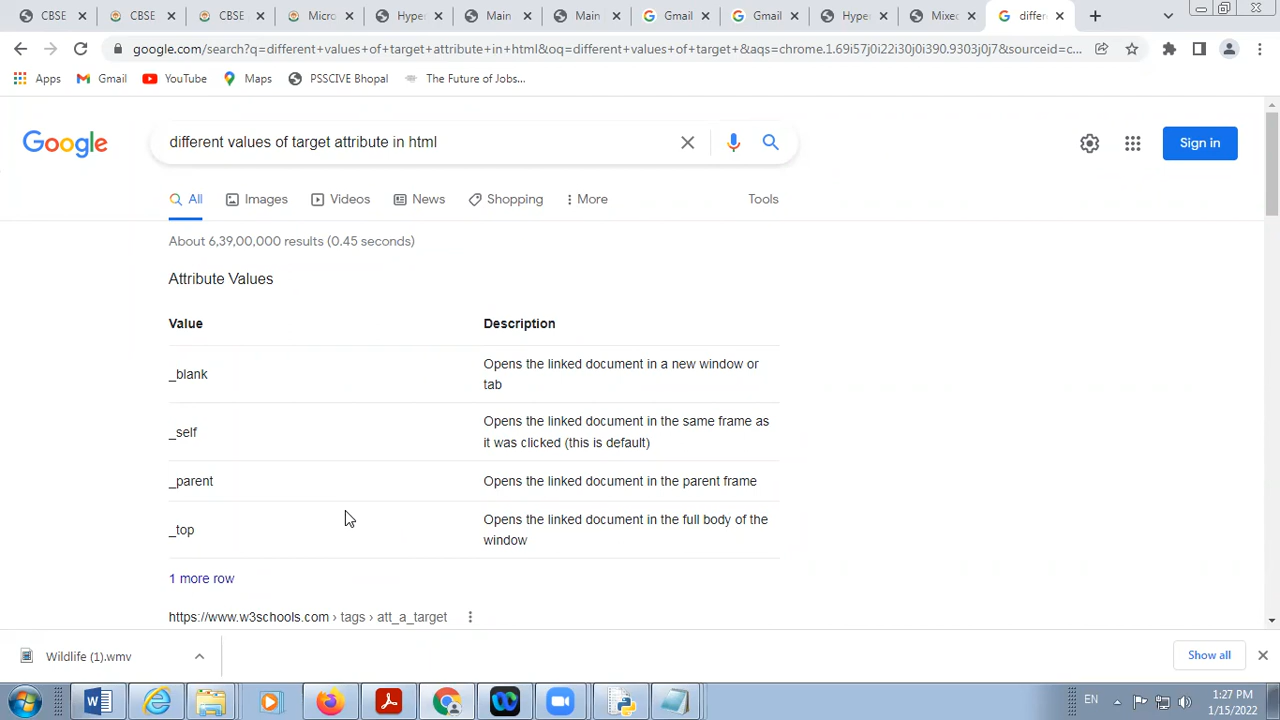 CBSE
CBSE
CBSE
Micro
Hyper
Main
Main
Gmail
Gmail
Hyper
Mixed
differ
google.com/search?q=different+values+of+target+attribute+in+html&oq=different+values+of+target+&aqs=chrome.1.69i57j0i22i30j0i390.9303j0j7&sourceid=c...
Apps
Gmail
YouTube
Maps
PSSCIVE Bhopal
The Future of Jobs...
Google
different values of target attribute in html
Sign in
All
Images
Videos
News
Shopping
More
Tools
About 6,39,00,000 results (0.45 seconds)
Attribute Values
Value
Description
_blank
Opens the linked document in a new window or
tab
_self
Opens the linked document in the same frame as
it was clicked (this is default)
_parent
Opens the linked document in the parent frame
_top
Opens the linked document in the full body of the
window
1 more row
https://www.w3schools.com › tags › att_a_target
Wildlife (1).wmv
Show all
EN
1:27 PM
1/15/2022